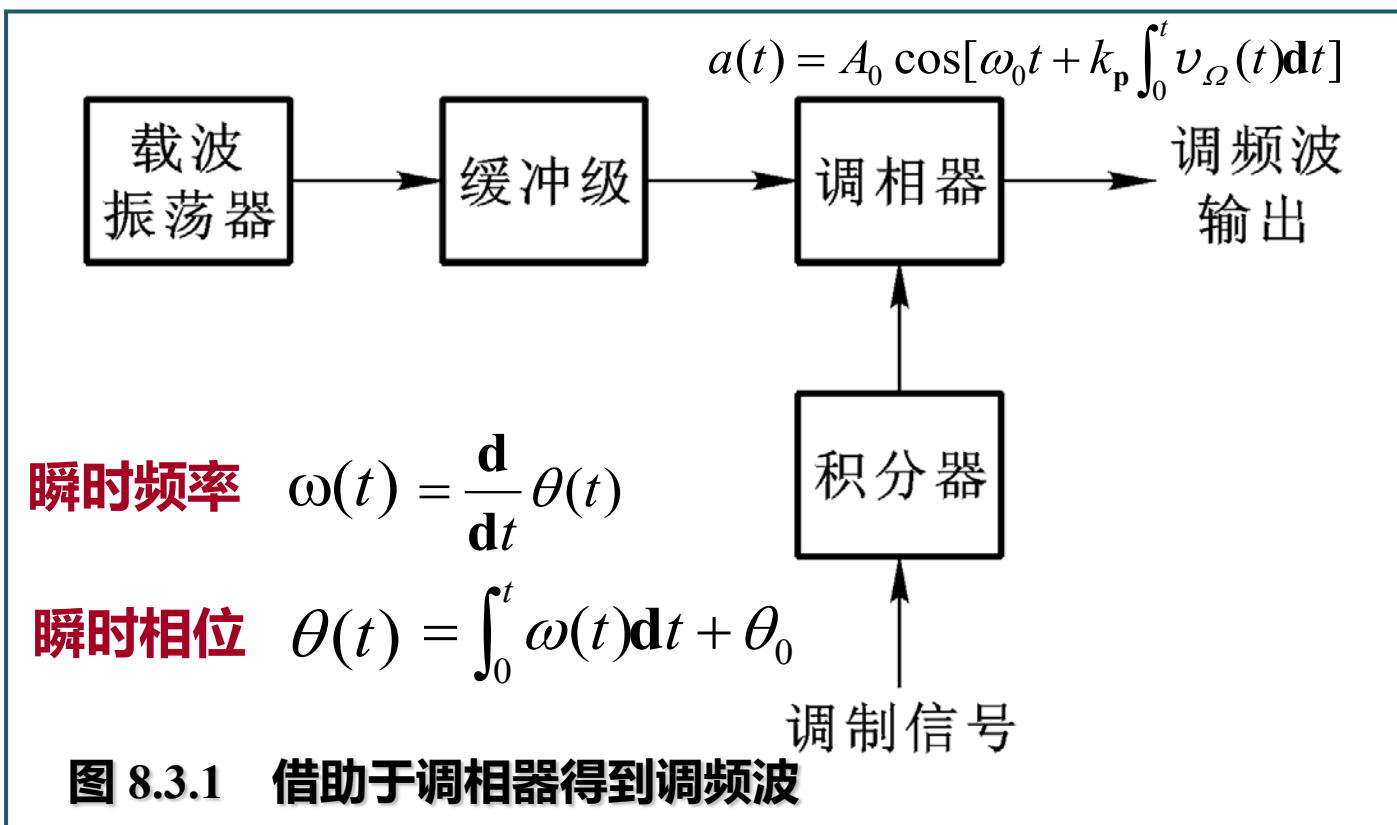 a(t) = A₀ cos[ω₀t + k_p∫₀ᵗ υ_Ω(t)dt]
载波
振荡器
缓冲级
调相器
调频波
输出
积分器
瞬时频率 ω(t) = d/dt θ(t)
瞬时相位 θ(t) = ∫₀ᵗ ω(t)dt + θ₀
调制信号
图 8.3.1 借助于调相器得到调频波